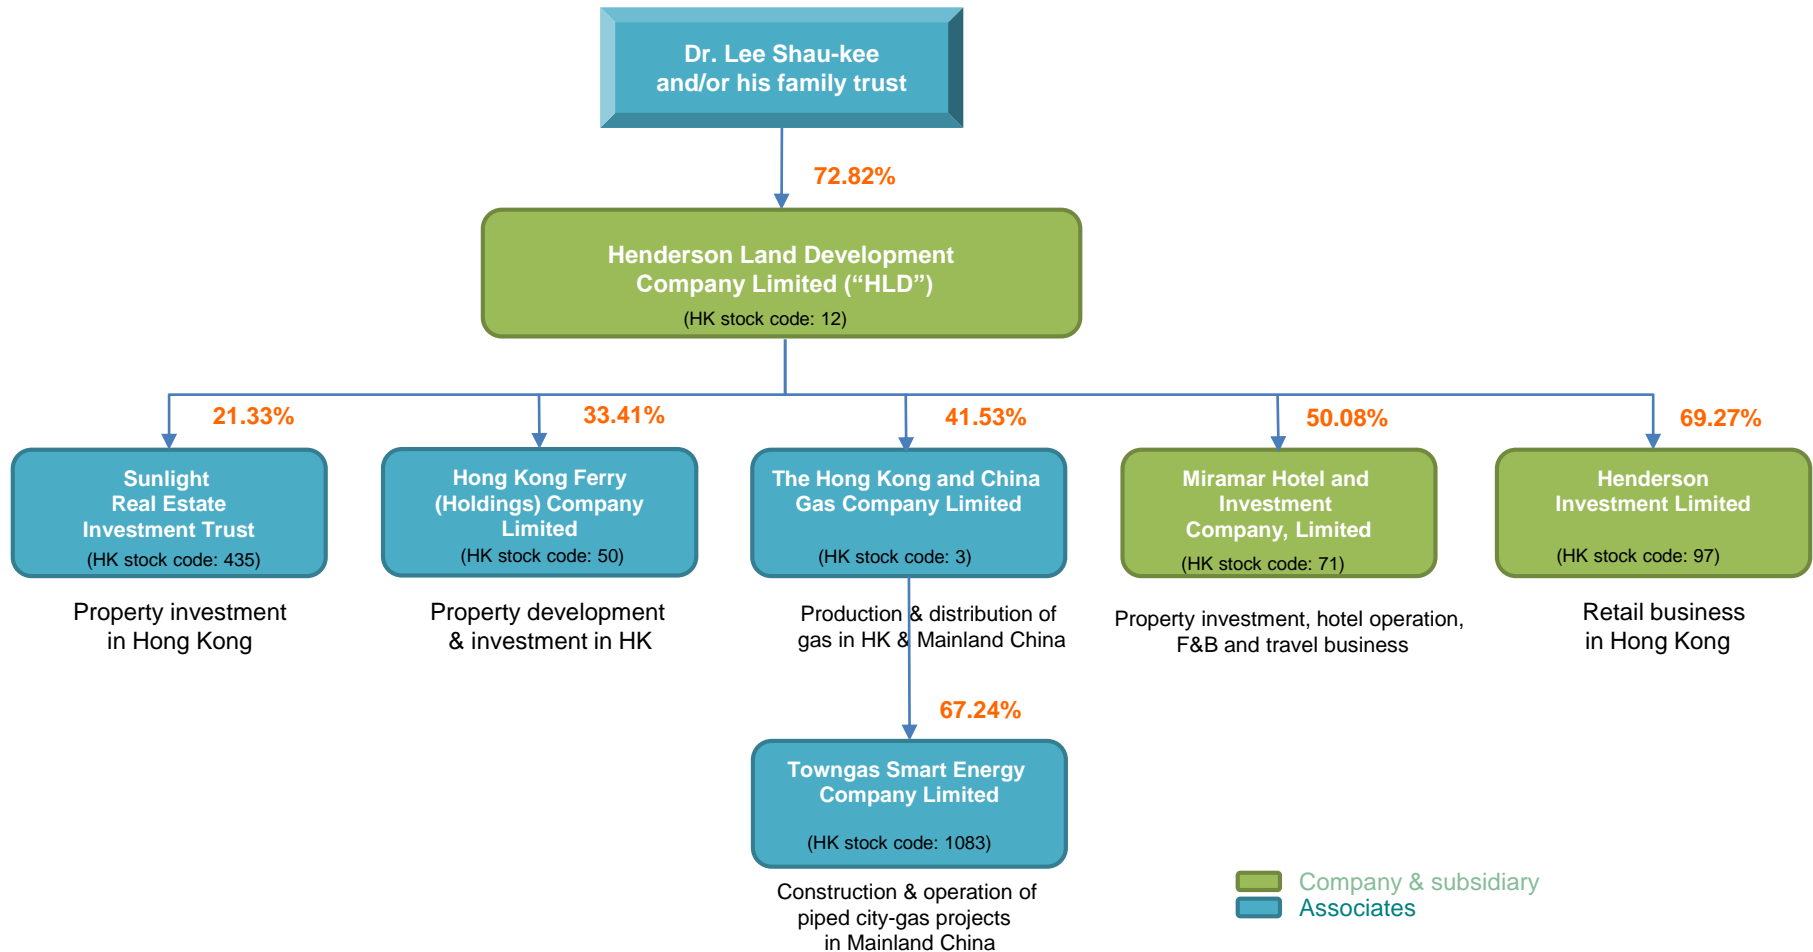 Dr. Lee Shau-kee
and/or his family trust
72.82%
Henderson Land Development
Company Limited (“HLD”)
(HK stock code: 12)
21.33%
33.41%
41.53%
50.08%
69.27%
Sunlight
Real Estate
Investment Trust
(HK stock code: 435)
Hong Kong Ferry
(Holdings) Company
Limited
(HK stock code: 50)
The Hong Kong and China
Gas Company Limited
(HK stock code: 3)
Miramar Hotel and
Investment
Company, Limited
(HK stock code: 71)
Henderson
Investment Limited
(HK stock code: 97)
Property investment
in Hong Kong
Property development
& investment in HK
Production & distribution of
gas in HK & Mainland China
Property investment, hotel operation,
F&B and travel business
Retail business
in Hong Kong
67.24%
Towngas Smart Energy
Company Limited
(HK stock code: 1083)
Construction & operation of
piped city-gas projects
in Mainland China
Company & subsidiary
Associates